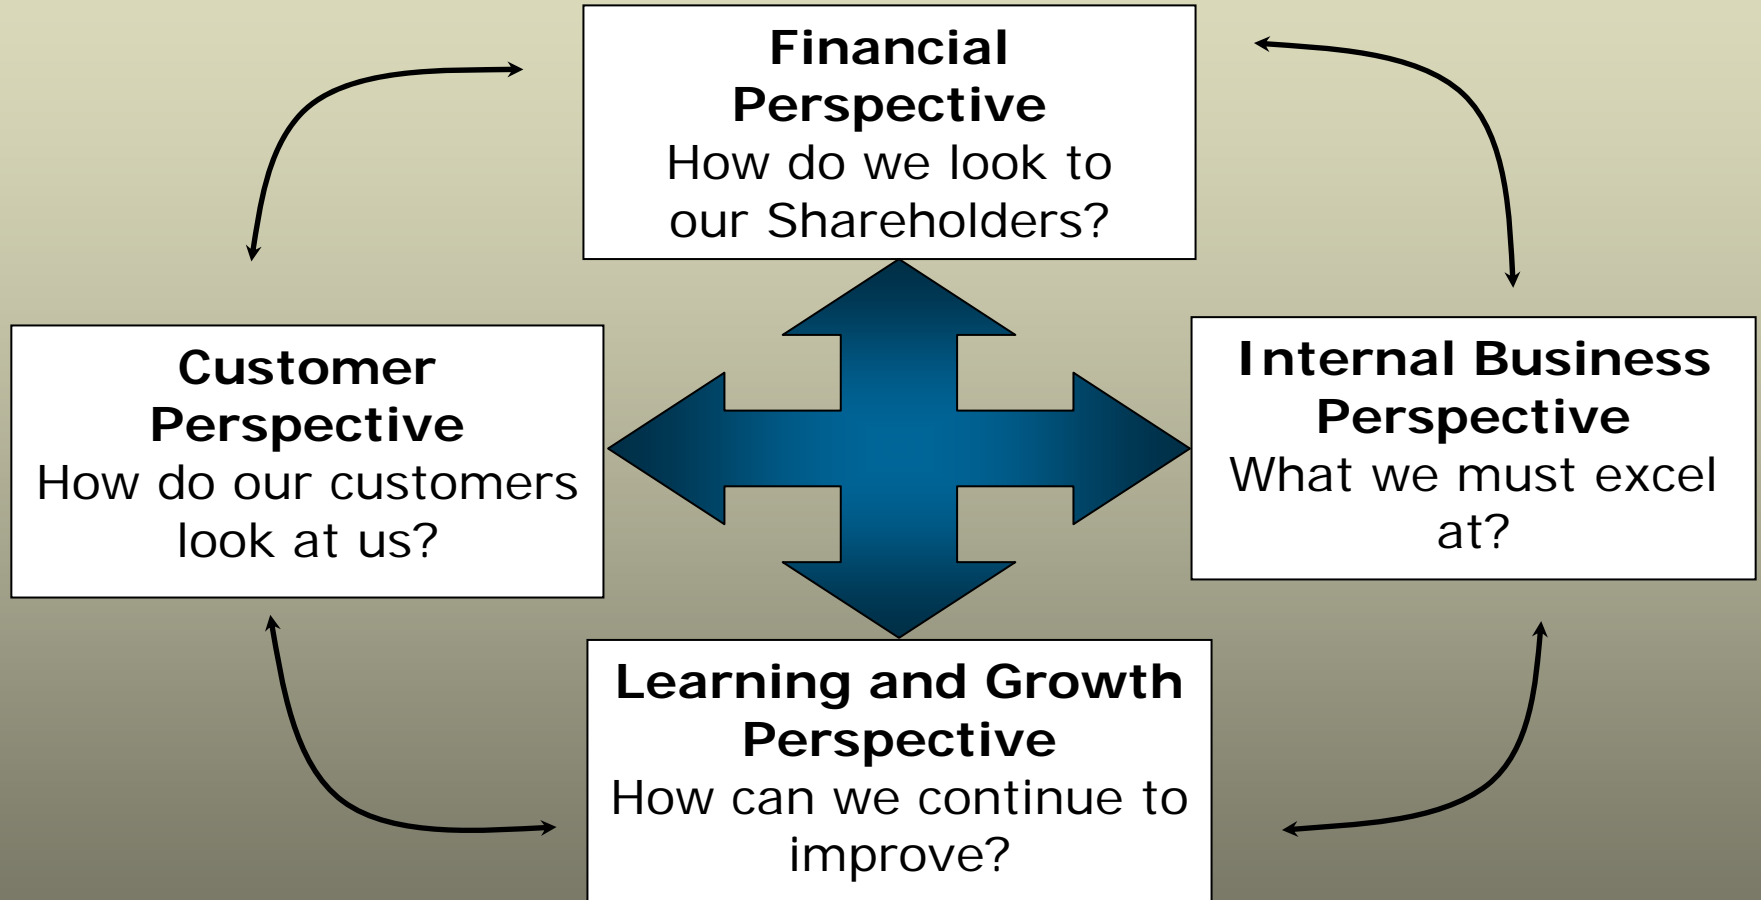 Financial
Perspective
How do we look to
our Shareholders?
Customer
Perspective
How do our customers
look at us?
Internal Business
Perspective
What we must excel
at?
Learning and Growth
Perspective
How can we continue to
improve?